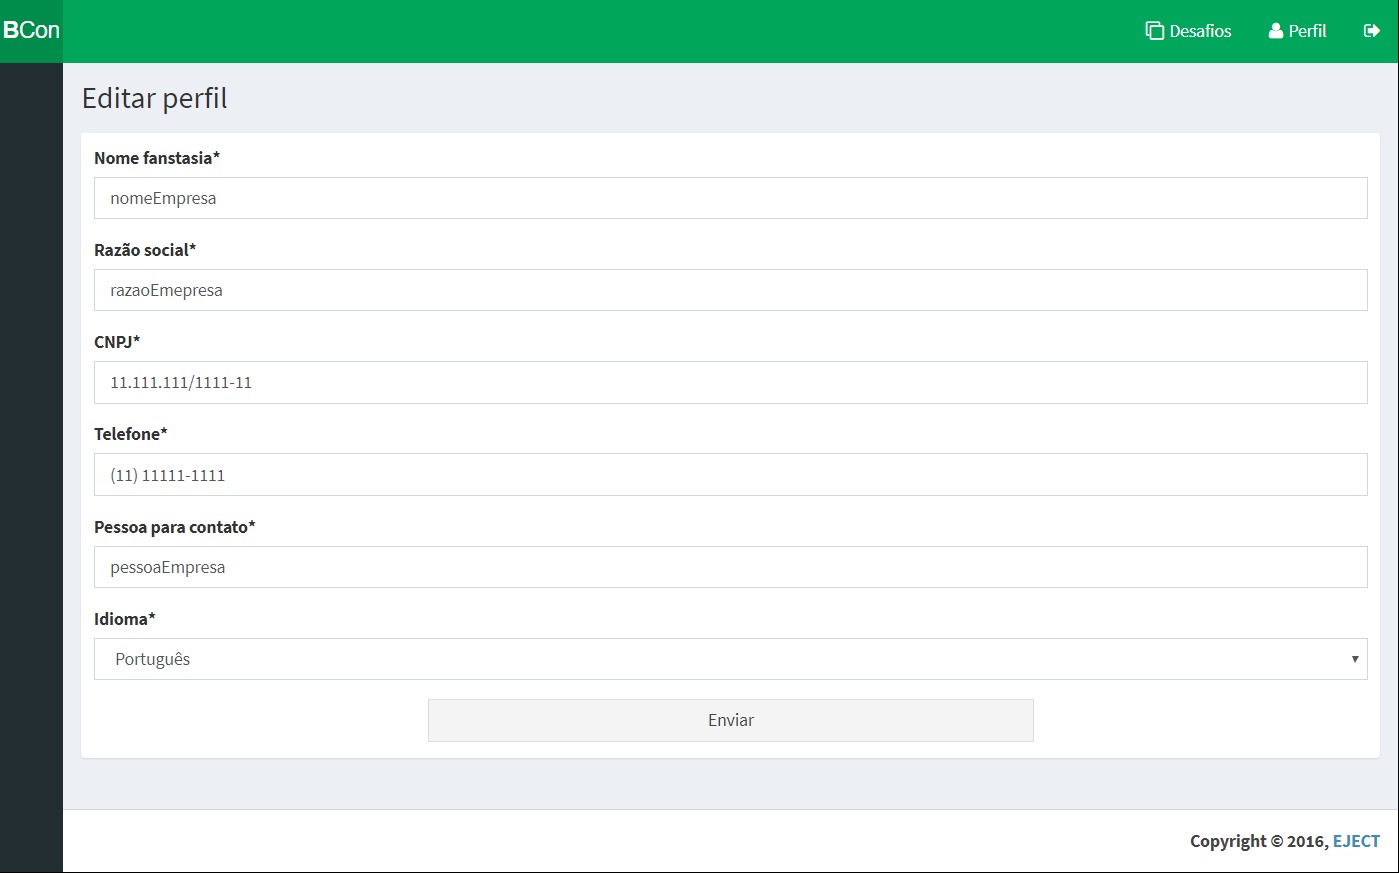 BCon
Desafios
Perfil
Editar perfil
Nome fanstasia*
nomeEmpresa
Razão social*
razaoEmepresa
CNPJ*
11.111.111/1111-11
Telefone*
(11) 11111-1111
Pessoa para contato*
pessoaEmpresa
Idioma*
Português
Enviar
Copyright © 2016, EJECT